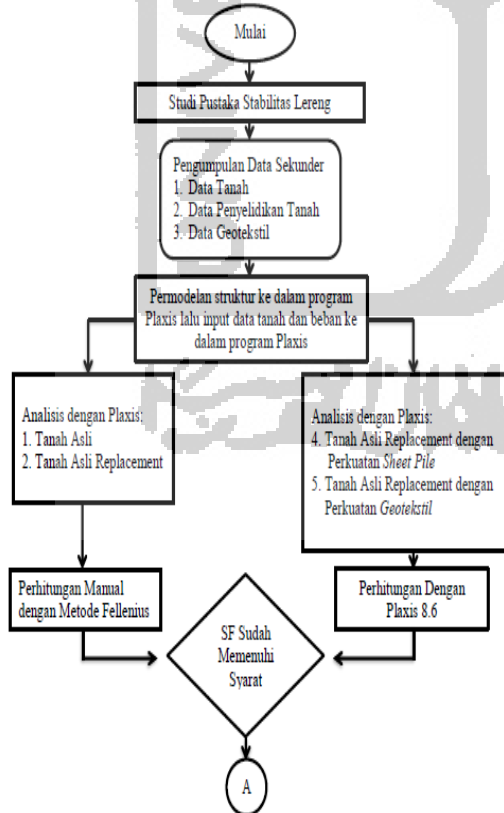 Mulai
Studi Pustaka Stabilitas Lereng
Pengumpulan Data Sekunder
1. Data Tanah
2. Data Penyelidikan Tanah
3. Data Geotekstil
Permodelan struktur ke dalam program
Plaxis lalu input data tanah dan beban ke
dalam program Plaxis
Analisis dengan Plaxis:
1. Tanah Asli
2. Tanah Asli Replacement
Analisis dengan Plaxis:
4. Tanah Asli Replacement dengan
Perkuatan Sheet Pile
5. Tanah Asli Replacement dengan
Perkuatan Geotekstil
Perhitungan Manual
dengan Metode Fellenius
Perhitungan Dengan
Plaxis 8.6
SF Sudah
Memenuhi
Syarat
A